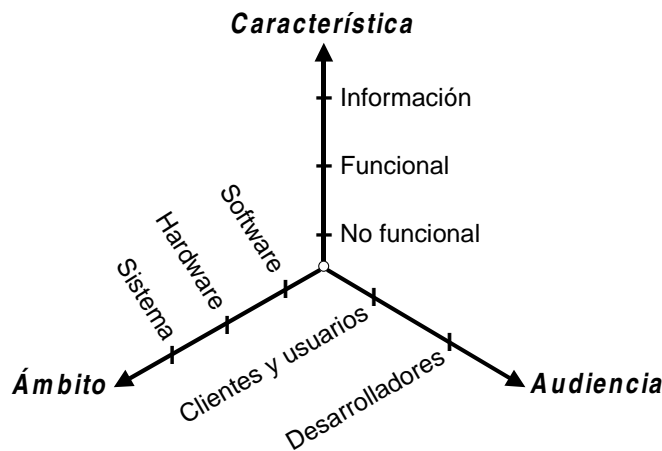 Característica
Información
Funcional
No funcional
Software
Hardware
Sistema
Ámbito
Clientes y usuarios
Desarrolladores
Audiencia